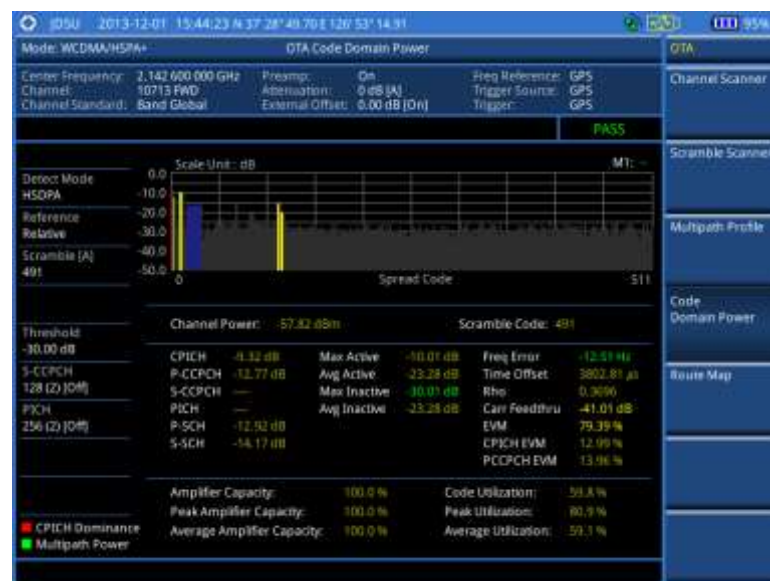 JDSU 2013-12-01 15:44:23 N 37° 28" 49.70 E 126' 53" 14.91 95%
Mode: WCDMA/HSPA+ OTA Code Domain Power OTA
Center Frequency: 2.142 600 000 GHz Preamp: On Freq Reference: GPS
Channel: 10713 FWD Attenuation: 0 dB [A] Trigger Source: GPS
Channel Standard: Band Global External Offset: 0.00 dB [On] Trigger: GPS
Channel Scanner
PASS
Scramble Scanner
Scale Unit : dB M1: --
Detect Mode
HSDPA
Reference
Relative
Scramble [A]
491
0.0
-10.0
-20.0
-30.0
-40.0
-50.0
0 Spread Code 511
Multipath Profile
Code
Domain Power
Channel Power: -57.82 dBm Scramble Code: 491
Threshold
-30.00 dB
S-CCPCH
128 (2) [Off]
PICH
256 (2) [Off]
CPICH -9.32 dB Max Active -10.01 dB Freq Error -12.51 Hz
P-CCPCH -12.77 dB Avg Active -23.28 dB Time Offset 3802.81 µs
S-CCPCH --- Max Inactive -30.01 dB Rho 0.3696
PICH --- Avg Inactive -23.28 dB Carr Feedthru -41.01 dB
P-SCH -12.92 dB EVM 79.39 %
S-SCH -14.17 dB CPICH EVM 12.99 %
PCCPCH EVM 13.96 %
Route Map
Amplifier Capacity: 100.0 % Code Utilization: 59.8 %
Peak Amplifier Capacity: 100.0 % Peak Utilization: 80.9 %
Average Amplifier Capacity: 100.0 % Average Utilization: 59.1 %
CPICH Dominance
Multipath Power